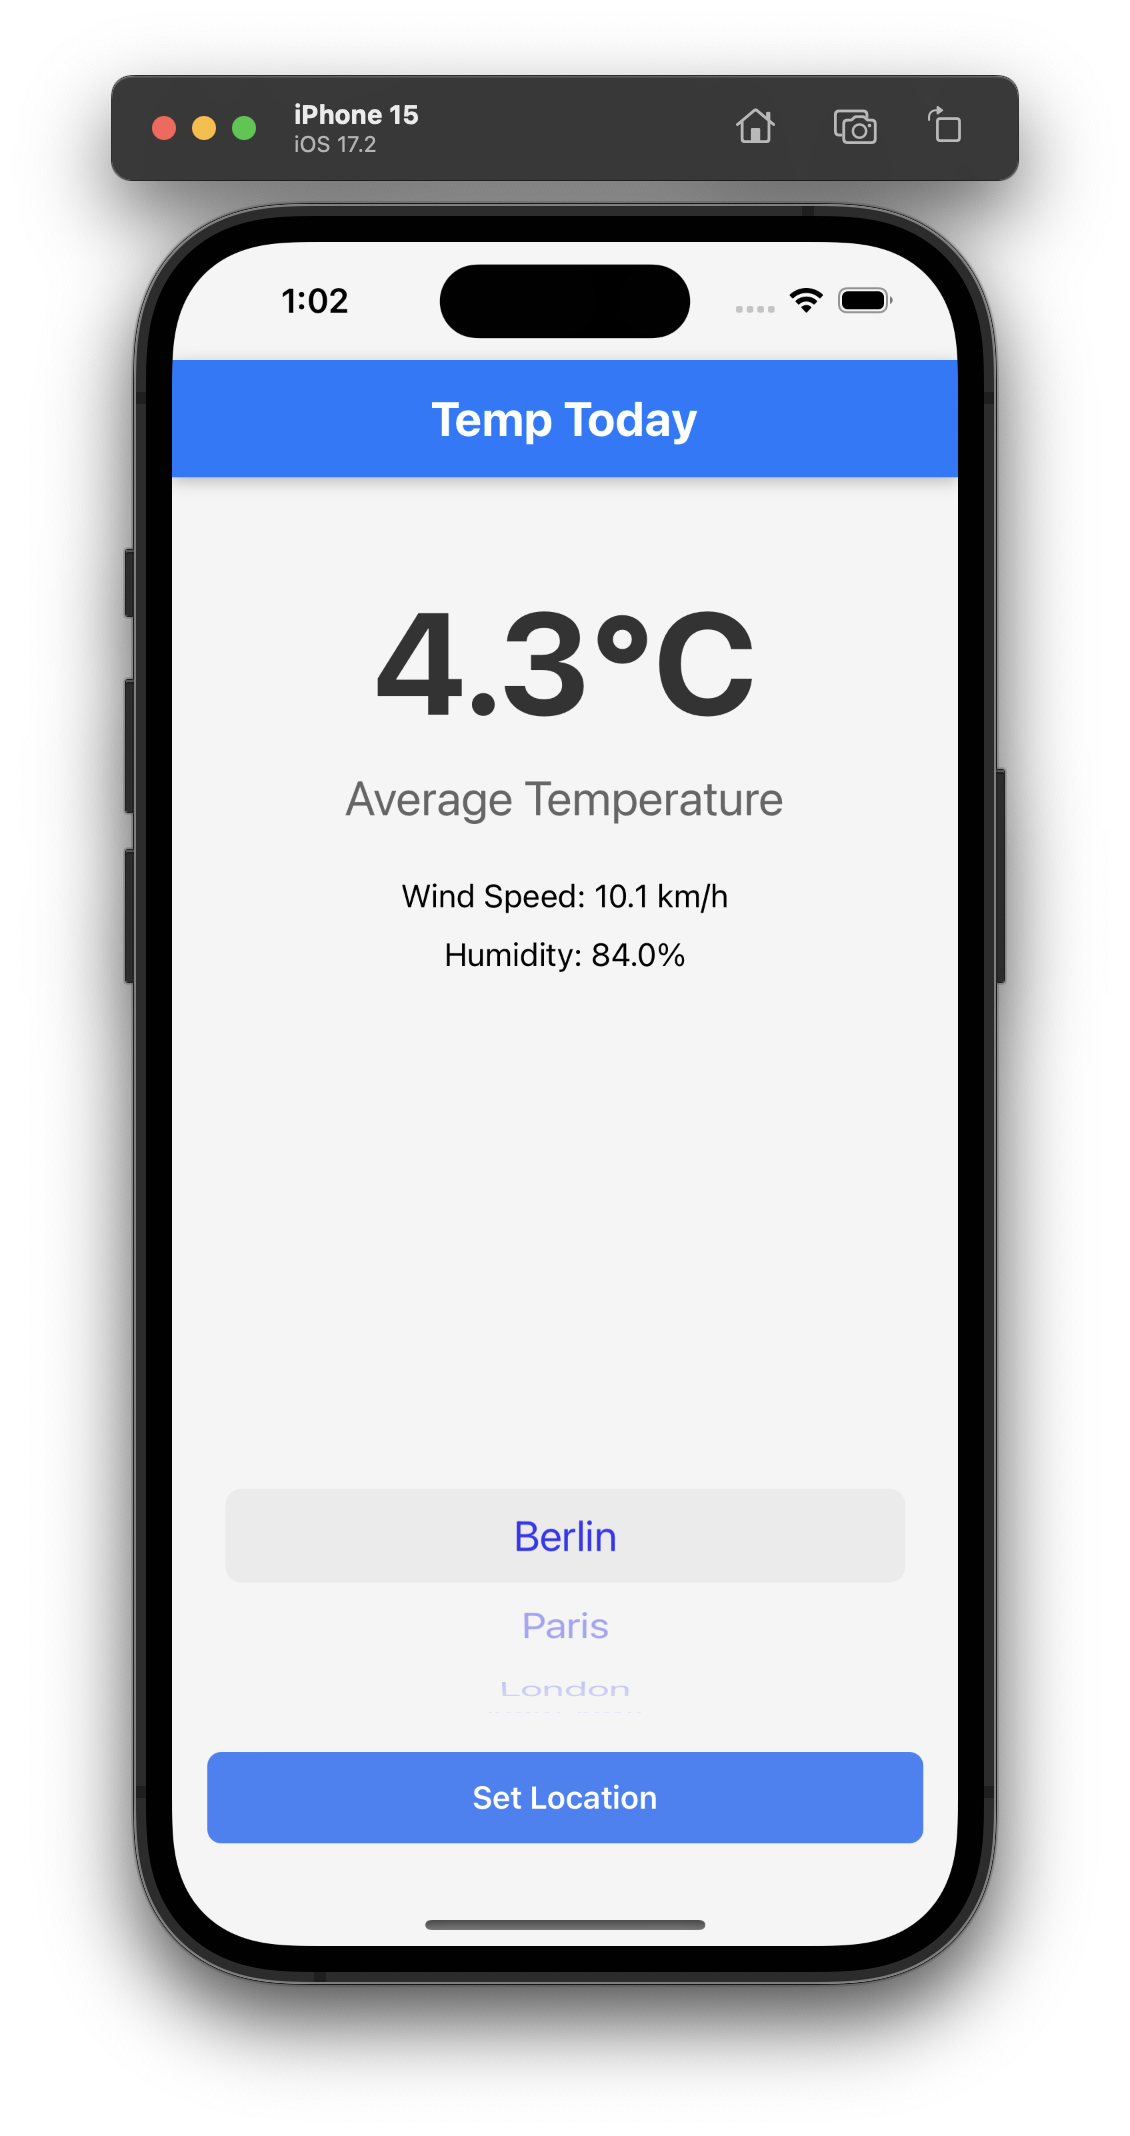 iPhone 15
iOS 17.2
1:02
Temp Today
4.3°C
Average Temperature
Wind Speed: 10.1 km/h
Humidity: 84.0%
Berlin
Paris
London
Set Location